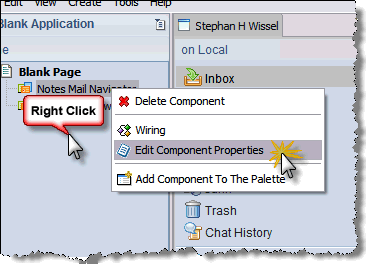 Edit View Create Tools Help
Blank Application
Stephan H Wissel
on Local
Blank Page
Inbox
Notes Mail Navigator
Delete Component
Right Click
Wiring
Edit Component Properties
Add Component To The Palette
Trash
Chat History